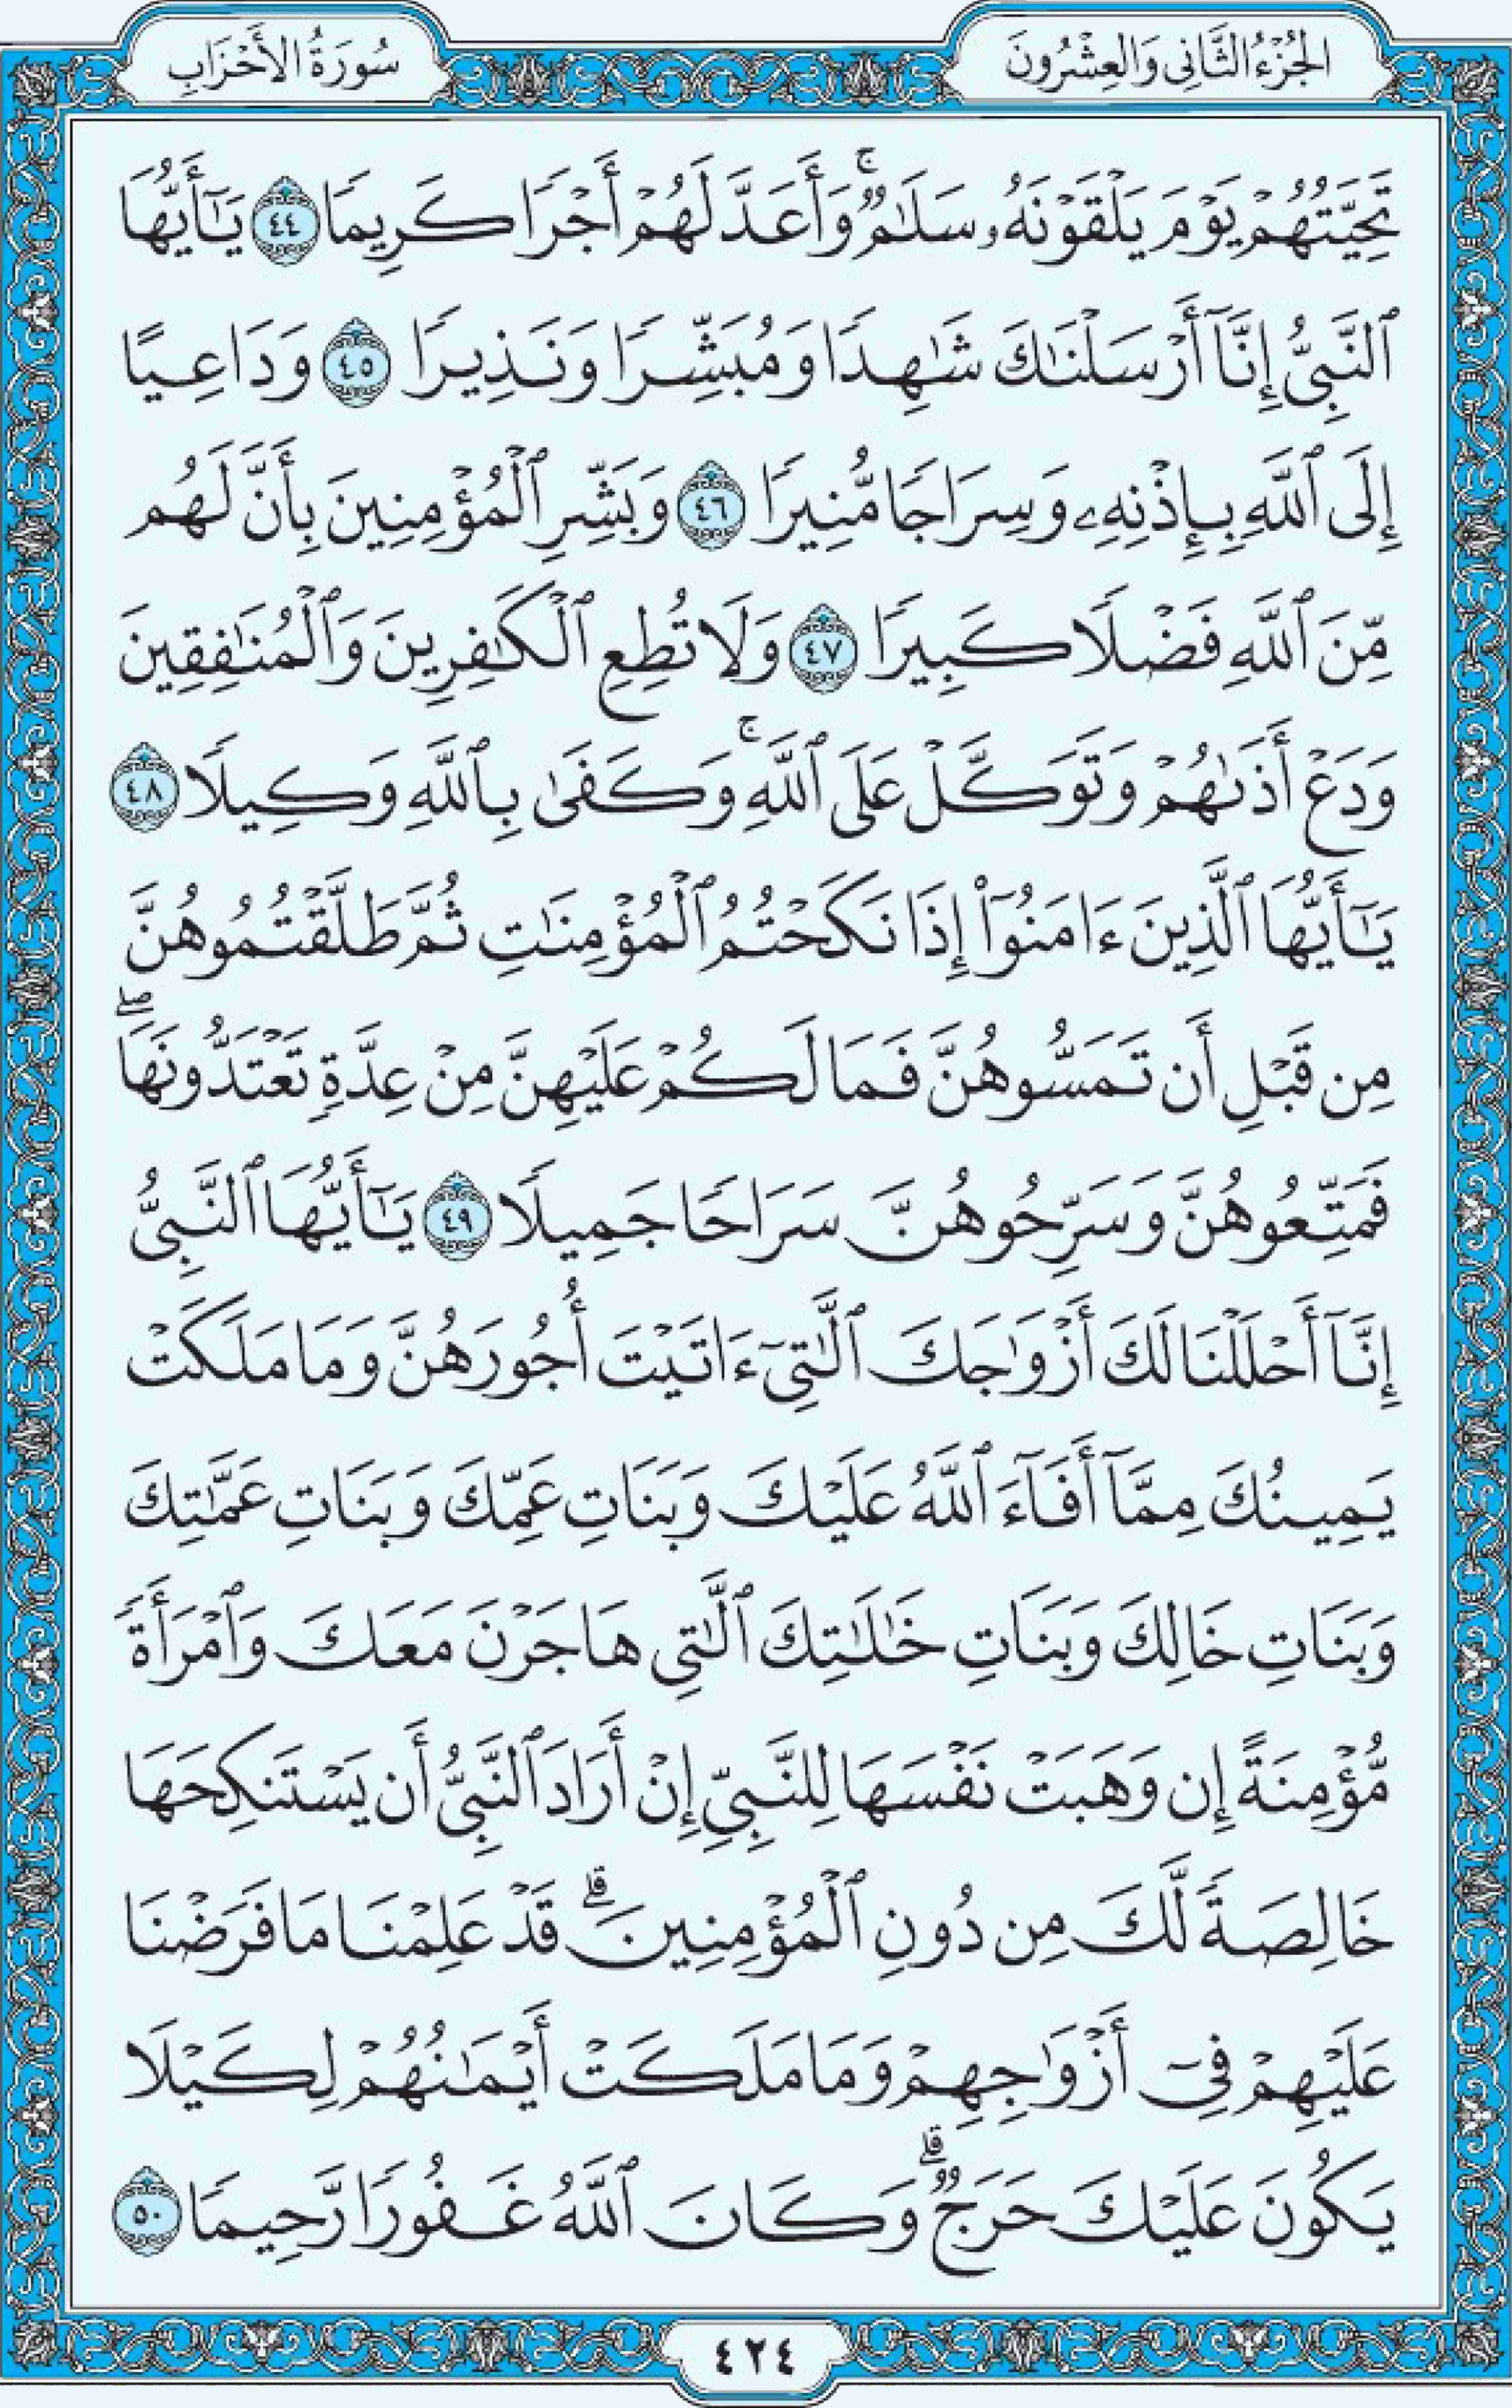 الجُزْءُ الثَّانِي وَالعِشْرُونَ
سُورَةُ الأَحْزَابِ
تَحِيَّتُهُمْ يَوْمَ يَلْقَوْنَهُۥ سَلَٰمٌۚ وَأَعَدَّ لَهُمْ أَجْرًا كَرِيمًا ٤٤ يَٰٓأَيُّهَا
ٱلنَّبِيُّ إِنَّآ أَرْسَلْنَٰكَ شَٰهِدًا وَمُبَشِّرًا وَنَذِيرًا ٤٥ وَدَاعِيًا
إِلَى ٱللَّهِ بِإِذْنِهِۦ وَسِرَاجًا مُّنِيرًا ٤٦ وَبَشِّرِ ٱلْمُؤْمِنِينَ بِأَنَّ لَهُم
مِّنَ ٱللَّهِ فَضْلًا كَبِيرًا ٤٧ وَلَا تُطِعِ ٱلْكَٰفِرِينَ وَٱلْمُنَٰفِقِينَ
وَدَعْ أَذَىٰهُمْ وَتَوَكَّلْ عَلَى ٱللَّهِۚ وَكَفَىٰ بِٱللَّهِ وَكِيلًا ٤٨
يَٰٓأَيُّهَا ٱلَّذِينَ ءَامَنُوٓا۟ إِذَا نَكَحْتُمُ ٱلْمُؤْمِنَٰتِ ثُمَّ طَلَّقْتُمُوهُنَّ
مِن قَبْلِ أَن تَمَسُّوهُنَّ فَمَا لَكُمْ عَلَيْهِنَّ مِنْ عِدَّةٍ تَعْتَدُّونَهَاۖ
فَمَتِّعُوهُنَّ وَسَرِّحُوهُنَّ سَرَاحًا جَمِيلًا ٤٩ يَٰٓأَيُّهَا ٱلنَّبِيُّ
إِنَّآ أَحْلَلْنَا لَكَ أَزْوَٰجَكَ ٱلَّٰتِيٓ ءَاتَيْتَ أُجُورَهُنَّ وَمَا مَلَكَتْ
يَمِينُكَ مِمَّآ أَفَآءَ ٱللَّهُ عَلَيْكَ وَبَنَاتِ عَمِّكَ وَبَنَاتِ عَمَّٰتِكَ
وَبَنَاتِ خَالِكَ وَبَنَاتِ خَٰلَٰتِكَ ٱلَّٰتِي هَاجَرْنَ مَعَكَ وَٱمْرَأَةً
مُّؤْمِنَةً إِن وَهَبَتْ نَفْسَهَا لِلنَّبِيِّ إِنْ أَرَادَ ٱلنَّبِيُّ أَن يَسْتَنكِحَهَا
خَالِصَةً لَّكَ مِن دُونِ ٱلْمُؤْمِنِينَۗ قَدْ عَلِمْنَا مَا فَرَضْنَا
عَلَيْهِمْ فِيٓ أَزْوَٰجِهِمْ وَمَا مَلَكَتْ أَيْمَٰنُهُمْ لِكَيْلَا
يَكُونَ عَلَيْكَ حَرَجٌۗ وَكَانَ ٱللَّهُ غَفُورًا رَّحِيمًا ٥٠
٤٢٤